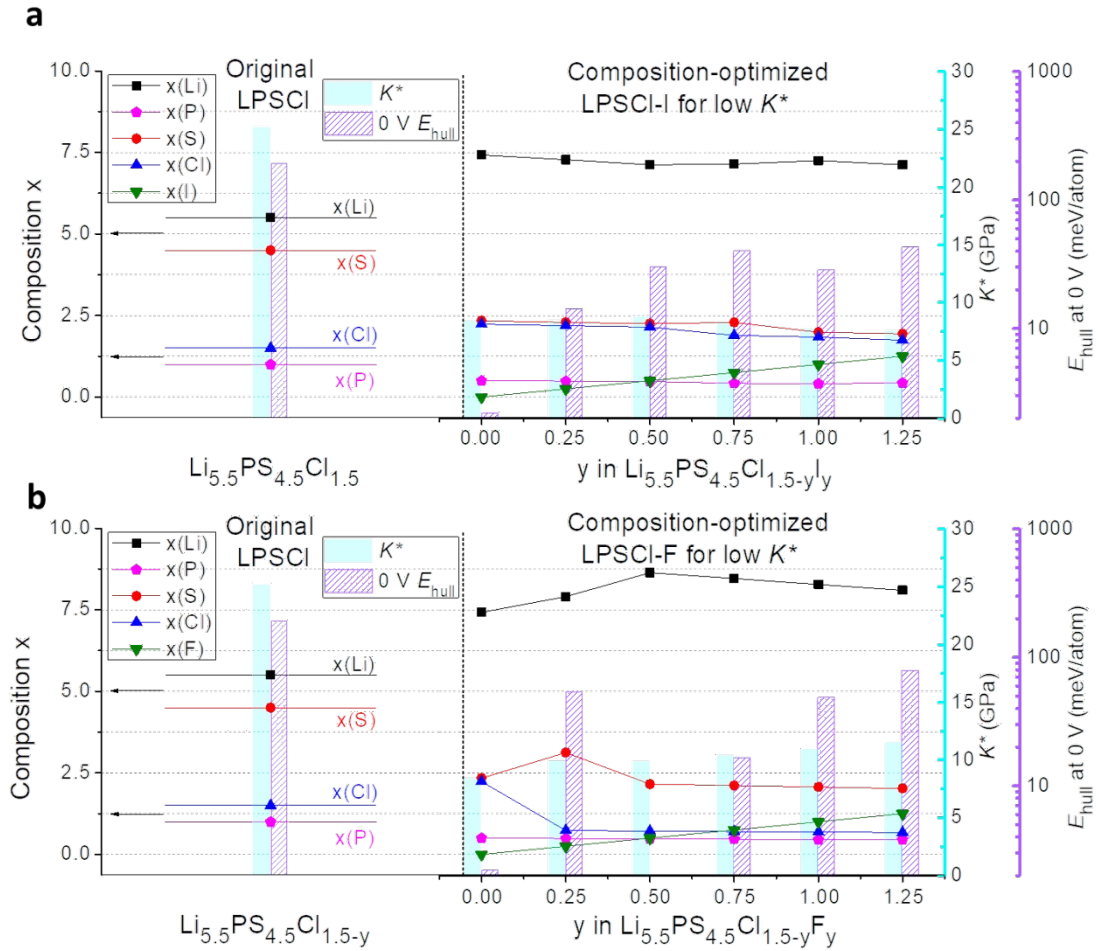 a
Original
LPSCl
Composition-optimized
LPSCl-I for low K*
x(Li)
x(P)
x(S)
x(Cl)
x(I)
K*
0 V E_hull
10.0
7.5
5.0
2.5
0.0
Composition x
x(Li)
x(S)
x(Cl)
x(P)
30
25
20
15
10
5
0
K* (GPa)
1000
100
10
E_hull at 0 V (meV/atom)
0.00 0.25 0.50 0.75 1.00 1.25
Li5.5PS4.5Cl1.5
y in Li5.5PS4.5Cl1.5-yIy
b
Original
LPSCl
Composition-optimized
LPSCl-F for low K*
x(Li)
x(P)
x(S)
x(Cl)
x(F)
K*
0 V E_hull
10.0
7.5
5.0
2.5
0.0
Composition x
x(Li)
x(S)
x(Cl)
x(P)
30
25
20
15
10
5
0
K* (GPa)
1000
100
10
E_hull at 0 V (meV/atom)
0.00 0.25 0.50 0.75 1.00 1.25
Li5.5PS4.5Cl1.5-y
y in Li5.5PS4.5Cl1.5-yFy